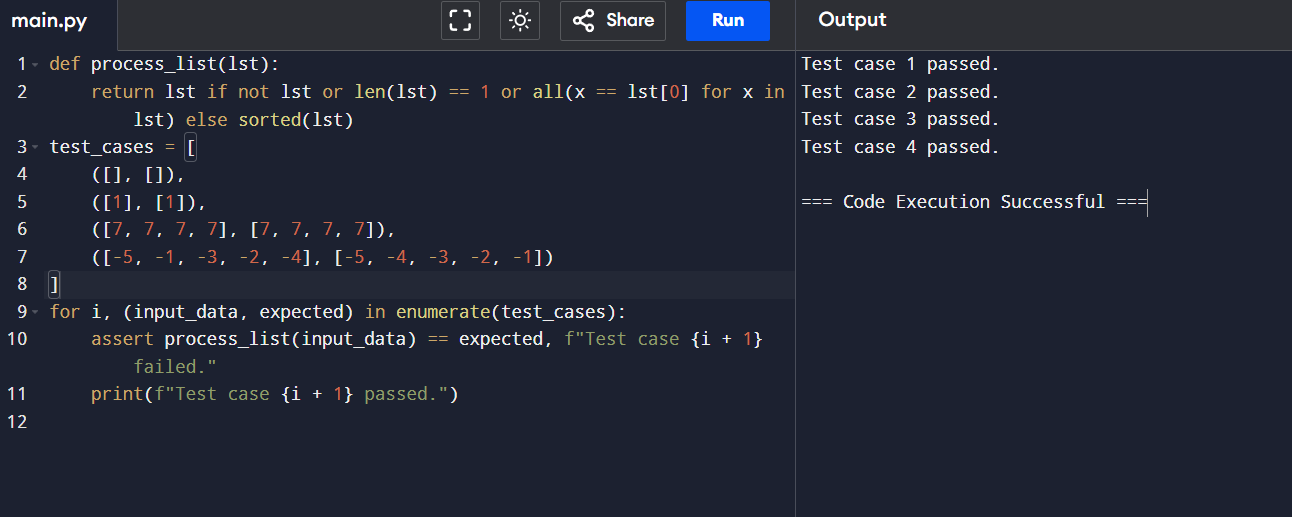 main.py
Share
Run
Output
1 def process_list(lst):
2     return lst if not lst or len(lst) == 1 or all(x == lst[0] for x in
        lst) else sorted(lst)
3 test_cases = [
4     ([], []),
5     ([1], [1]),
6     ([7, 7, 7, 7], [7, 7, 7, 7]),
7     ([-5, -1, -3, -2, -4], [-5, -4, -3, -2, -1])
8 ]
9 for i, (input_data, expected) in enumerate(test_cases):
10     assert process_list(input_data) == expected, f"Test case {i + 1}
        failed."
11     print(f"Test case {i + 1} passed.")
12
Test case 1 passed.
Test case 2 passed.
Test case 3 passed.
Test case 4 passed.
=== Code Execution Successful ===